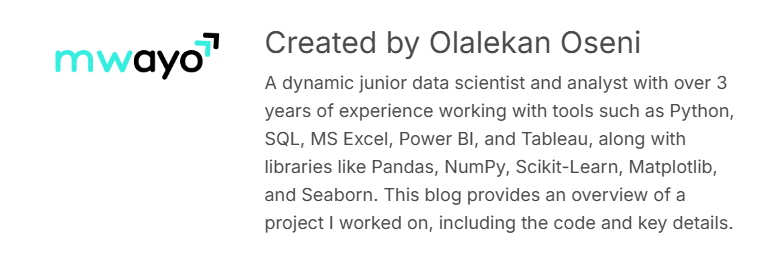 mwayo
Created by Olalekan Oseni
A dynamic junior data scientist and analyst with over 3
years of experience working with tools such as Python,
SQL, MS Excel, Power BI, and Tableau, along with
libraries like Pandas, NumPy, Scikit-Learn, Matplotlib,
and Seaborn. This blog provides an overview of a
project I worked on, including the code and key details.